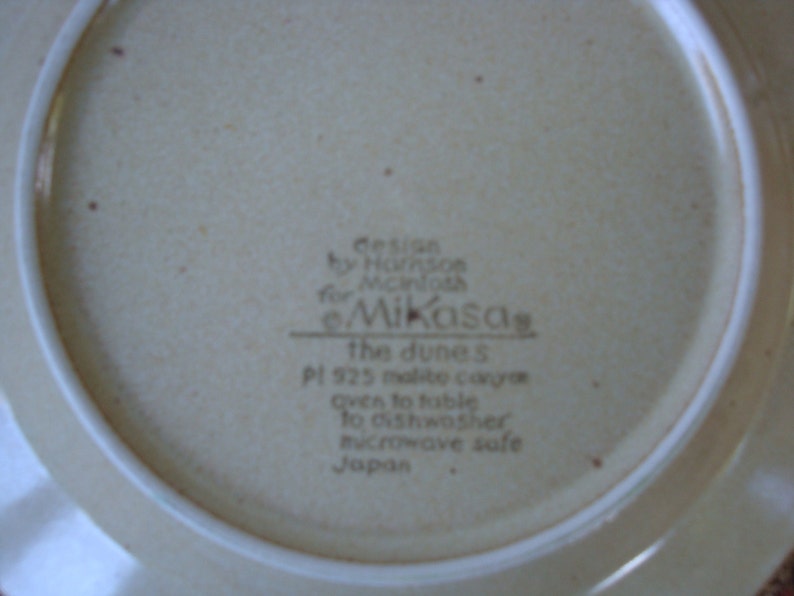 design
by Harrison
McIntosh
for
Mikasa
the dunes
PI 925 malibu canyon
oven to table
to dishwasher
microwave safe
Japan